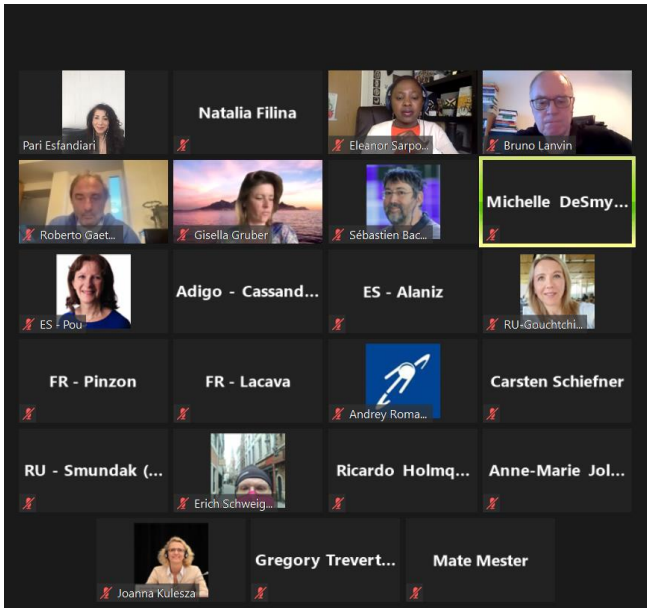 Pari Esfandiari
Natalia Filina
Eleanor Sarpo...
Bruno Lanvin
Roberto Gaet...
Gisella Gruber
Sébastien Bac...
Michelle DeSmy...
ES - Pou
Adigo - Cassand...
ES - Alaniz
RU-Gouchtchi...
FR - Pinzon
FR - Lacava
Andrey Roma...
Carsten Schiefner
RU - Smundak (...
Erich Schweig...
Ricardo Holmq...
Anne-Marie Jol...
Joanna Kulesza
Gregory Trevert...
Mate Mester